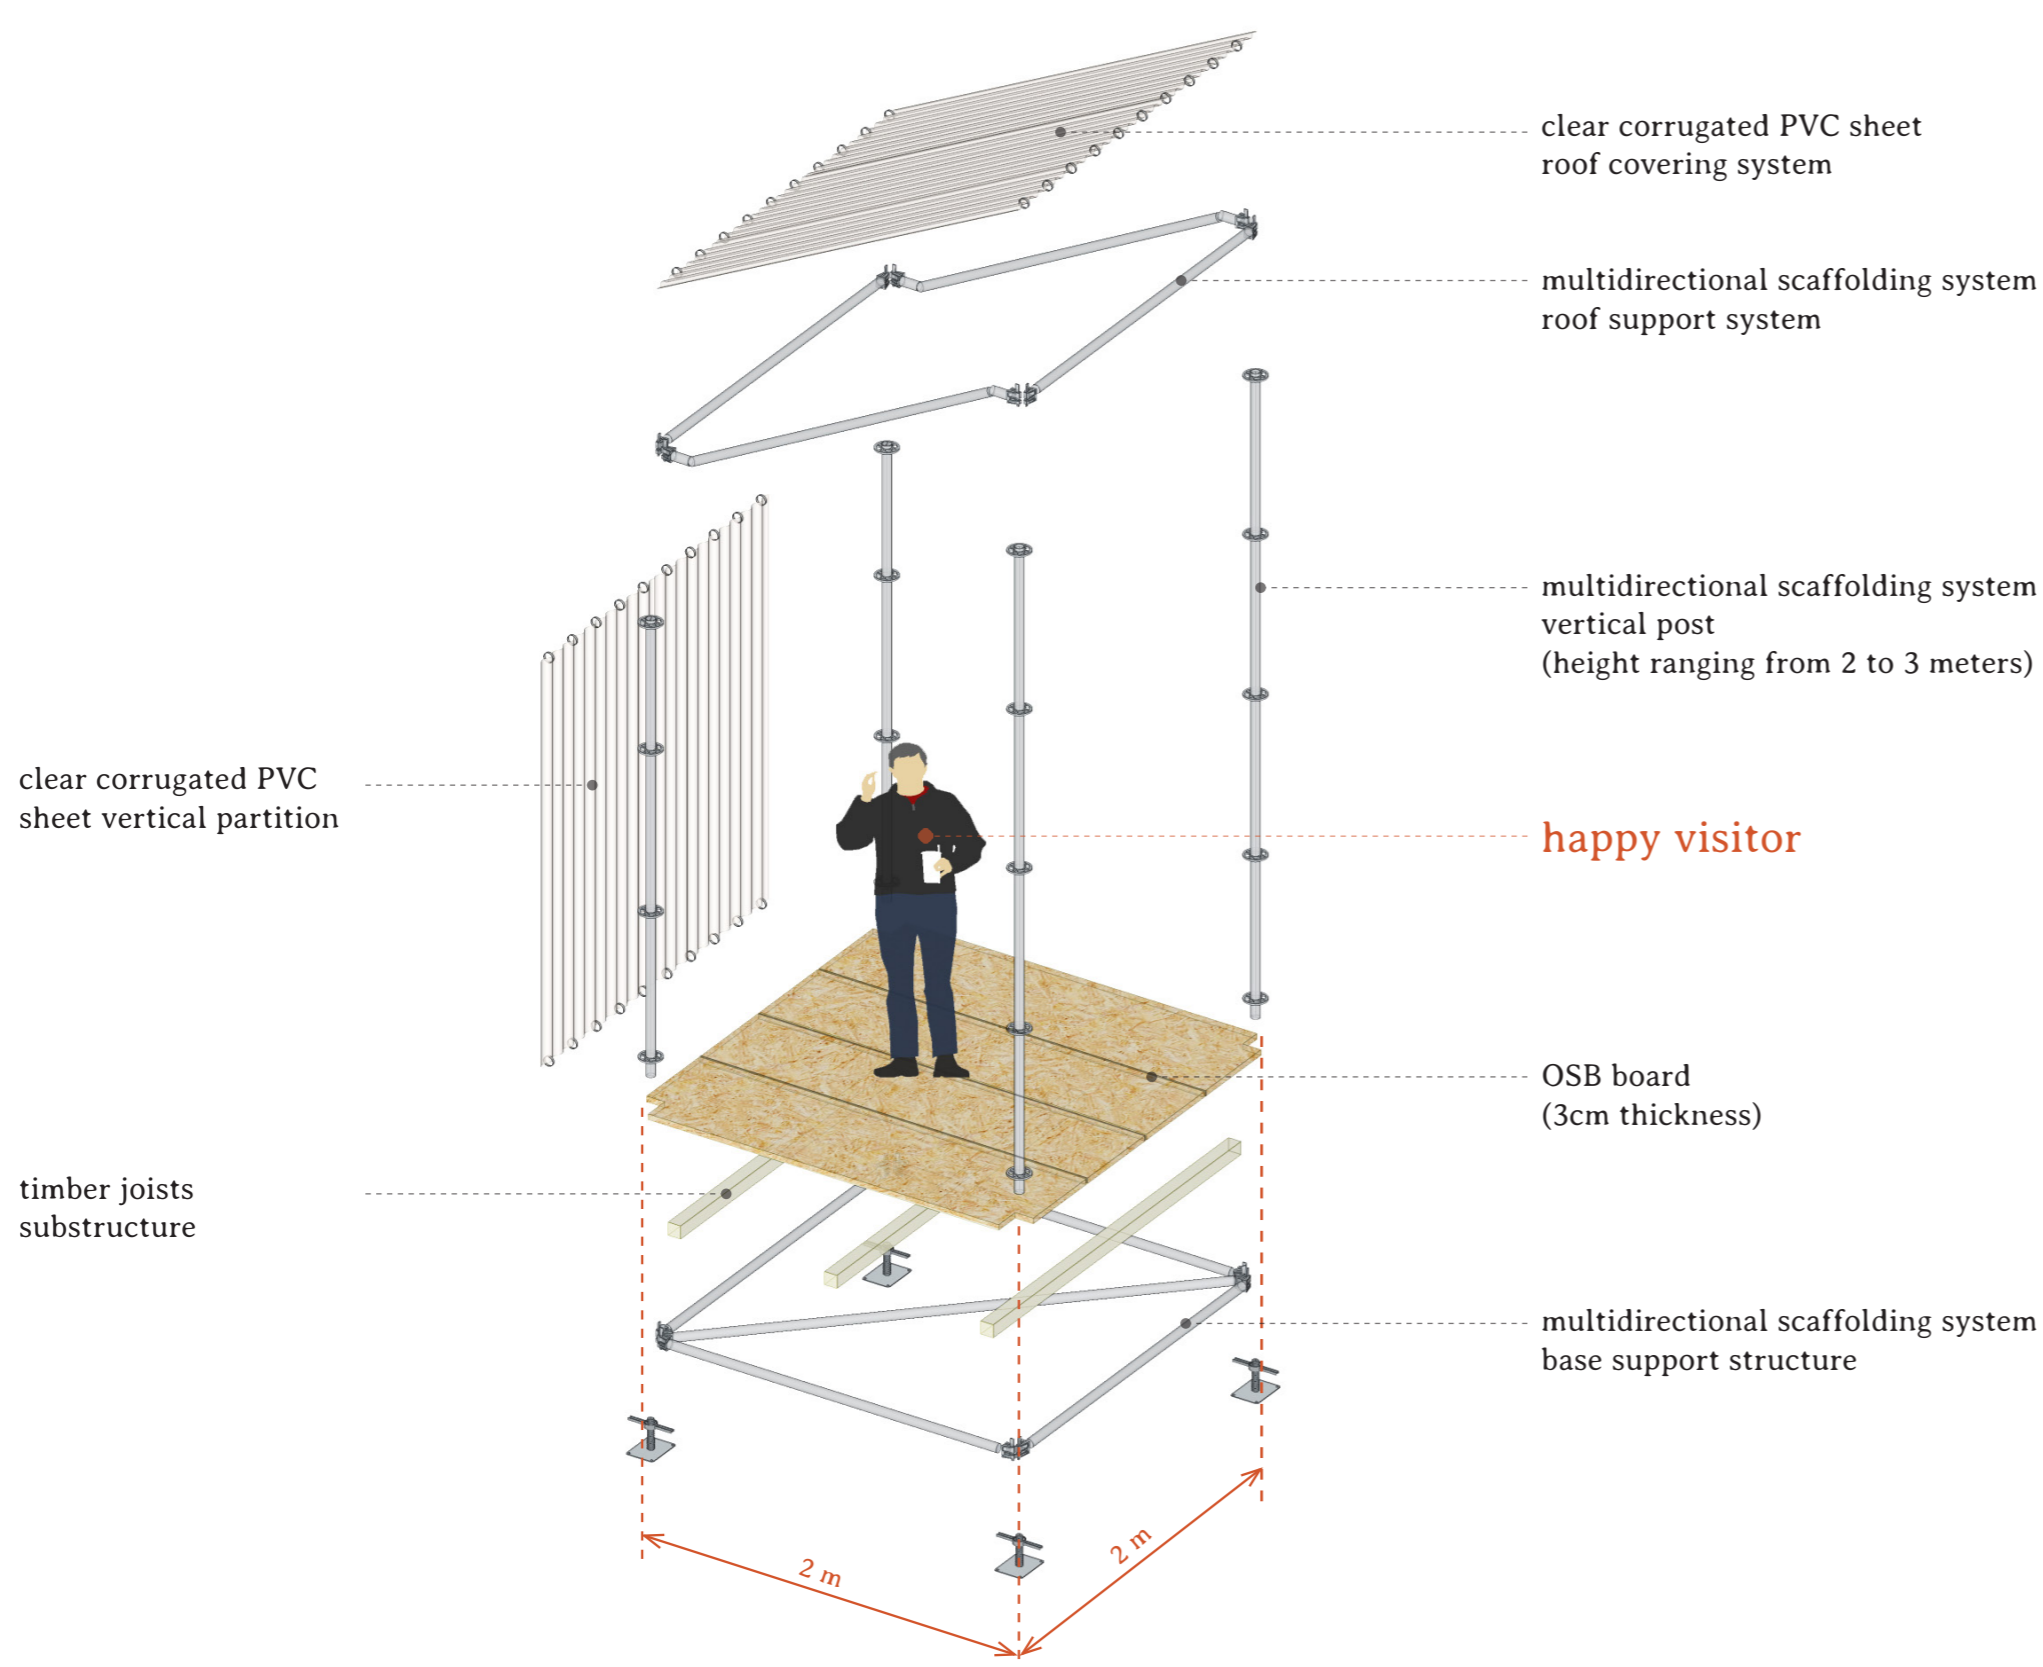 clear corrugated PVC sheet
roof covering system
multidirectional scaffolding system
roof support system
multidirectional scaffolding system
vertical post
(height ranging from 2 to 3 meters)
clear corrugated PVC
sheet vertical partition
happy visitor
OSB board
(3cm thickness)
timber joists
substructure
multidirectional scaffolding system
base support structure
2 m
2 m